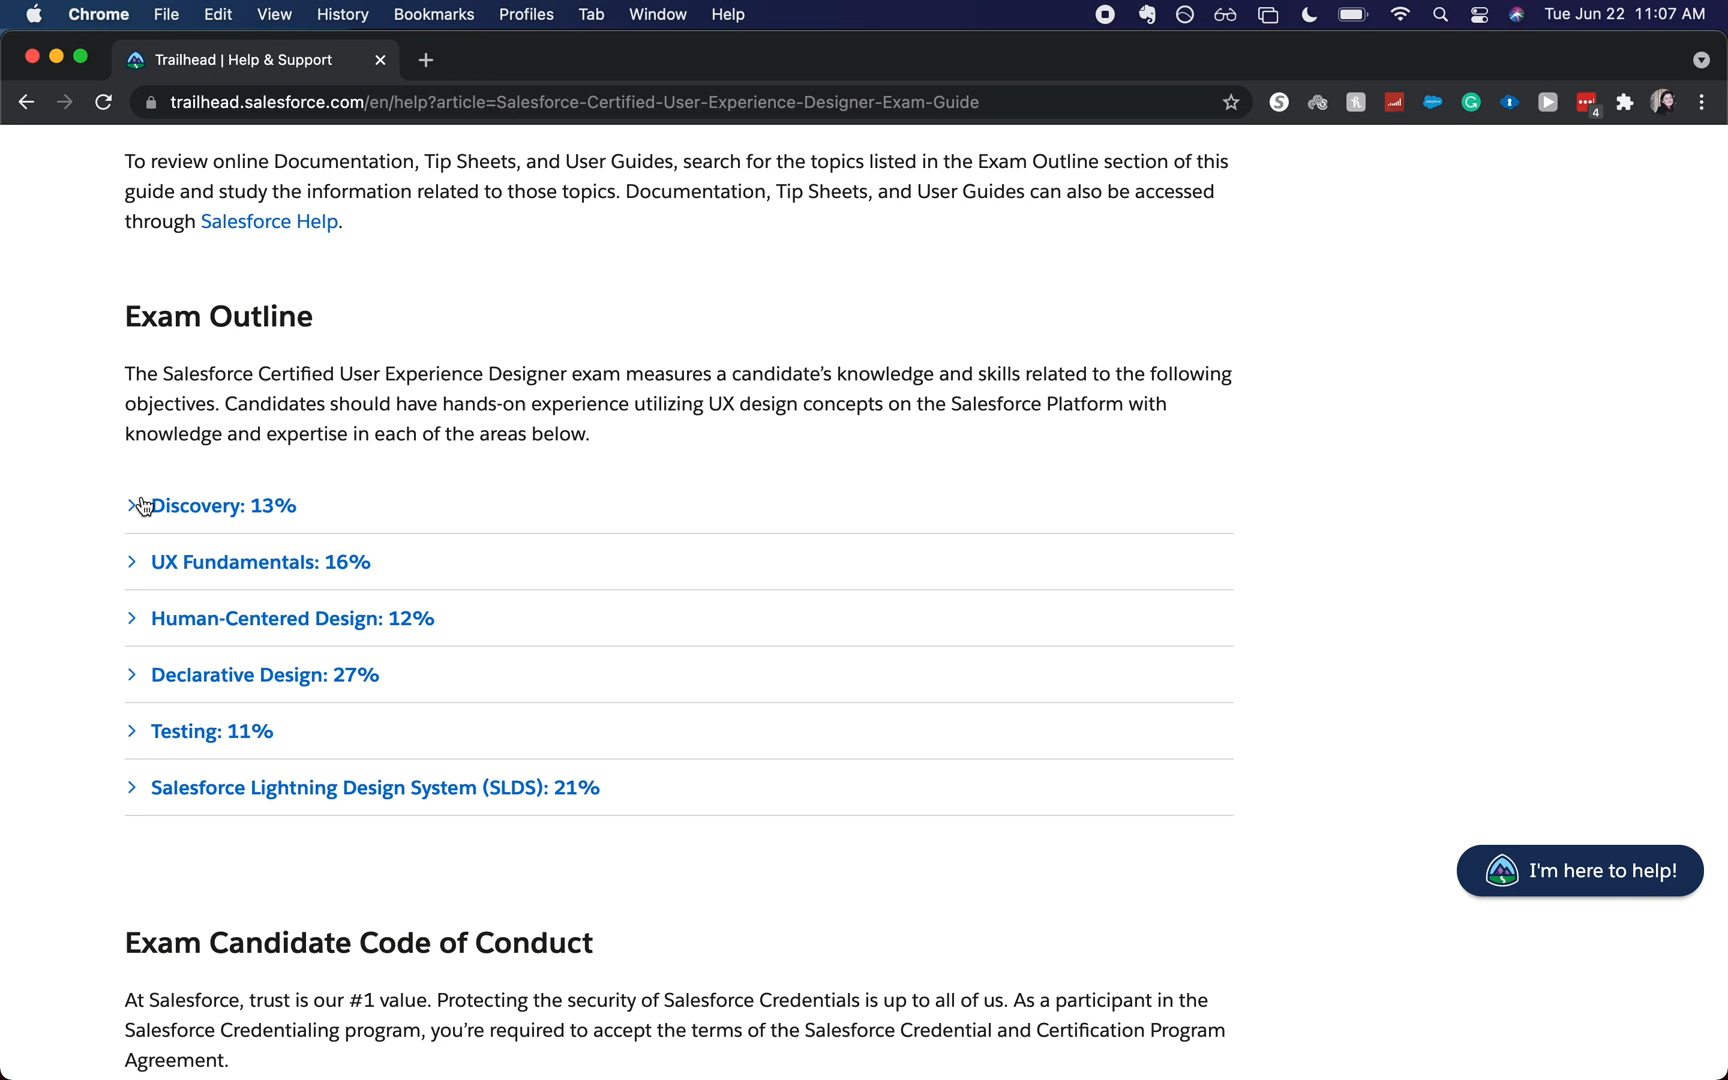 Chrome File Edit View History Bookmarks Profiles Tab Window Help Tue Jun 22 11:07 AM
Trailhead | Help & Support
trailhead.salesforce.com/en/help?article=Salesforce-Certified-User-Experience-Designer-Exam-Guide
4
To review online Documentation, Tip Sheets, and User Guides, search for the topics listed in the Exam Outline section of this
guide and study the information related to those topics. Documentation, Tip Sheets, and User Guides can also be accessed
through Salesforce Help.
Exam Outline
The Salesforce Certified User Experience Designer exam measures a candidate's knowledge and skills related to the following
objectives. Candidates should have hands-on experience utilizing UX design concepts on the Salesforce Platform with
knowledge and expertise in each of the areas below.
Discovery: 13%
UX Fundamentals: 16%
Human-Centered Design: 12%
Declarative Design: 27%
Testing: 11%
Salesforce Lightning Design System (SLDS): 21%
I'm here to help!
Exam Candidate Code of Conduct
At Salesforce, trust is our #1 value. Protecting the security of Salesforce Credentials is up to all of us. As a participant in the
Salesforce Credentialing program, you're required to accept the terms of the Salesforce Credential and Certification Program
Agreement.